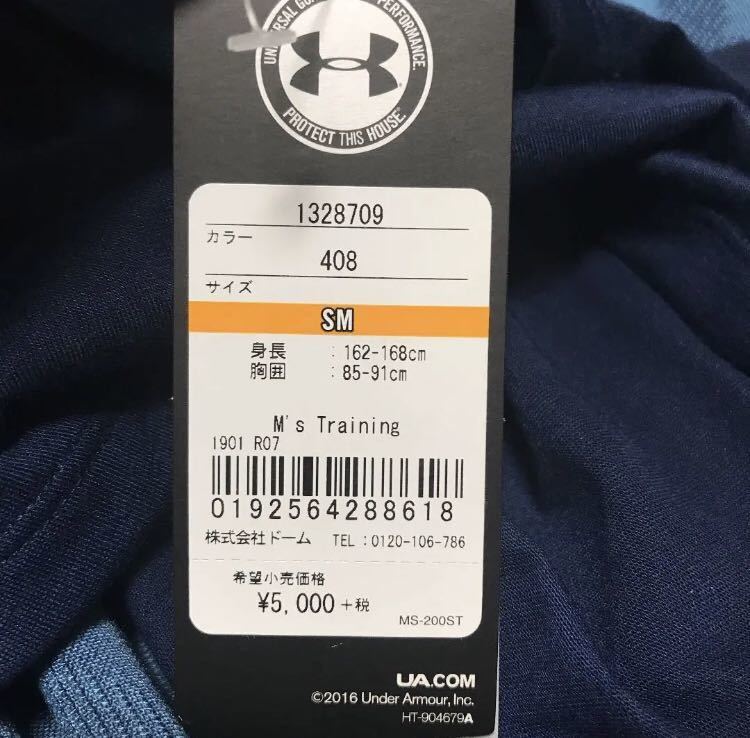 UNIVERSAL GUARANTEE OF PERFORMANCE.
PROTECT THIS HOUSE.®
1328709
カラー
408
サイズ
SM
身長 : 162-168cm
胸囲 : 85-91cm
M's Training
1901 R07
0192564288618
株式会社ドーム TEL:0120-106-786
希望小売価格
¥5,000+税
MS-200ST
UA.COM
©2016 Under Armour, Inc.
HT-904679A